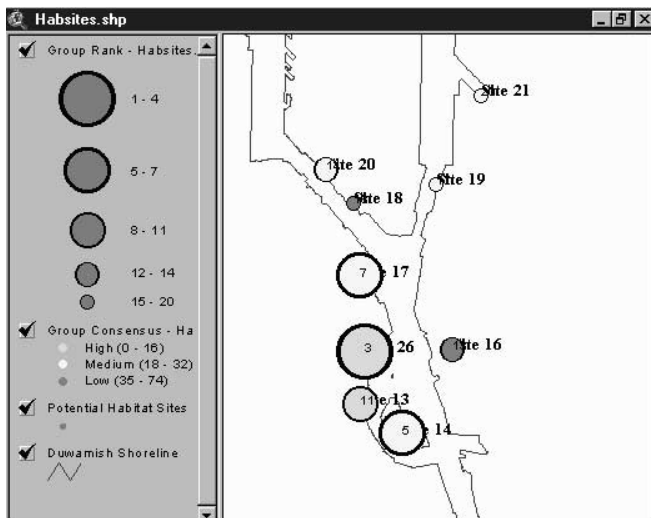 Habsites.shp
Group Rank - Habsites.
1 - 4
5 - 7
8 - 11
12 - 14
15 - 20
Group Consensus - Ha
High (0 - 16)
Medium (18 - 32)
Low (35 - 74)
Potential Habitat Sites
Duwamish Shoreline
Site 21
Site 20
Site 19
Site 18
7
17
3
26
Site 16
11
13
5
14